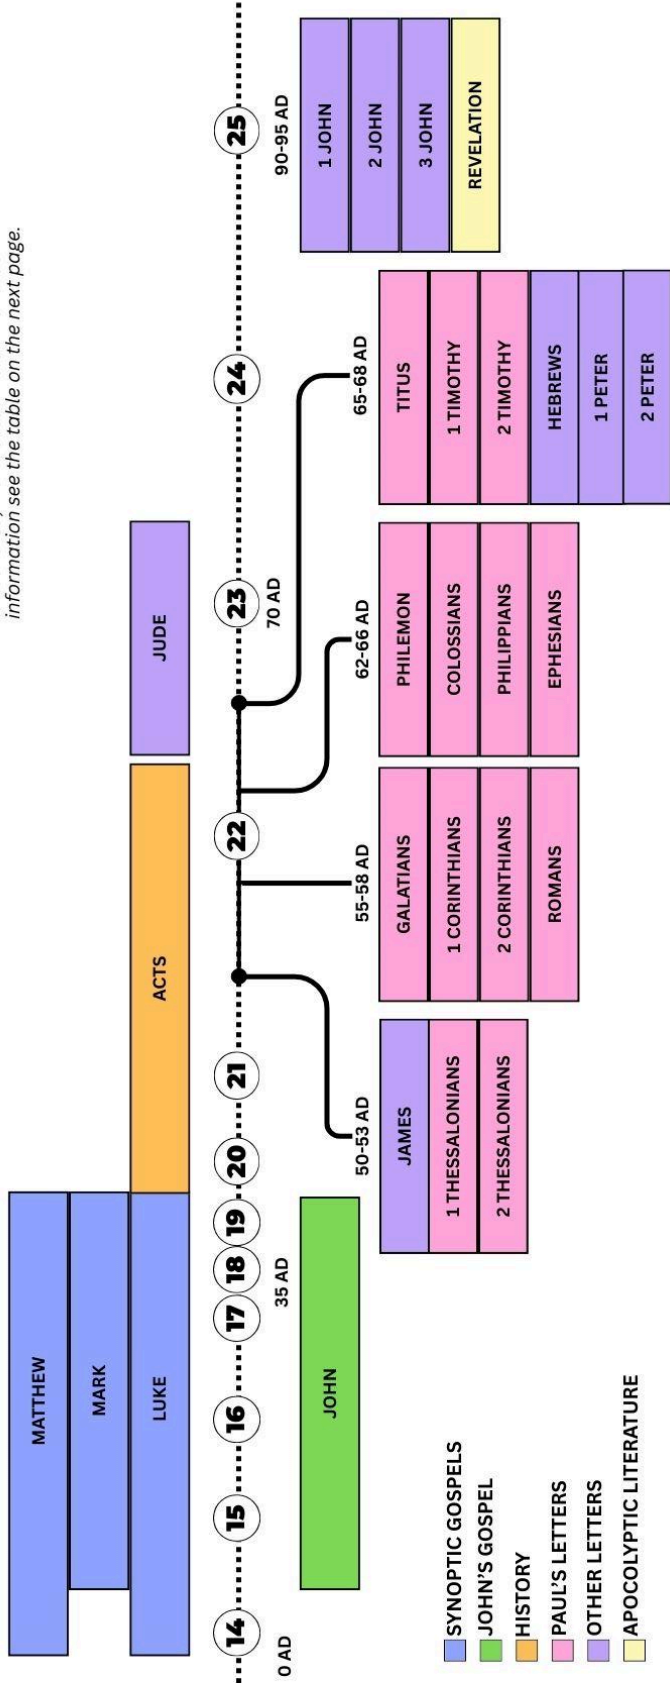 information, see the table on the next page.
MATTHEW
MARK
LUKE
ACTS
JUDE
14
15
16
17
18
19
20
21
22
23
24
25
0 AD
35 AD
70 AD
90-95 AD
JOHN
50-53 AD
JAMES
1 THESSALONIANS
2 THESSALONIANS
55-58 AD
GALATIANS
1 CORINTHIANS
2 CORINTHIANS
ROMANS
62-66 AD
PHILEMON
COLOSSIANS
PHILIPPIANS
EPHESIANS
65-68 AD
TITUS
1 TIMOTHY
2 TIMOTHY
HEBREWS
1 PETER
2 PETER
1 JOHN
2 JOHN
3 JOHN
REVELATION
SYNOPTIC GOSPELS
JOHN'S GOSPEL
HISTORY
PAUL'S LETTERS
OTHER LETTERS
APOCOLYPTIC LITERATURE